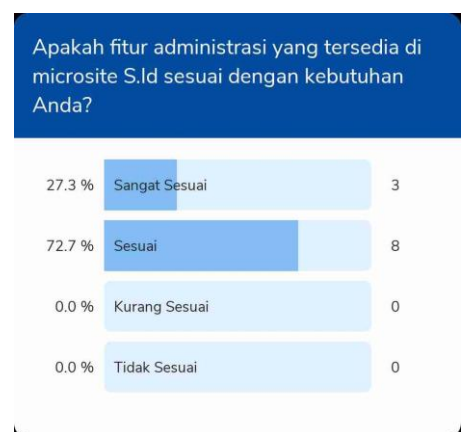 Apakah fitur administrasi yang tersedia di
microsite S.Id sesuai dengan kebutuhan
Anda?
27.3 % Sangat Sesuai 3
72.7 % Sesuai 8
0.0 % Kurang Sesuai 0
0.0 % Tidak Sesuai 0